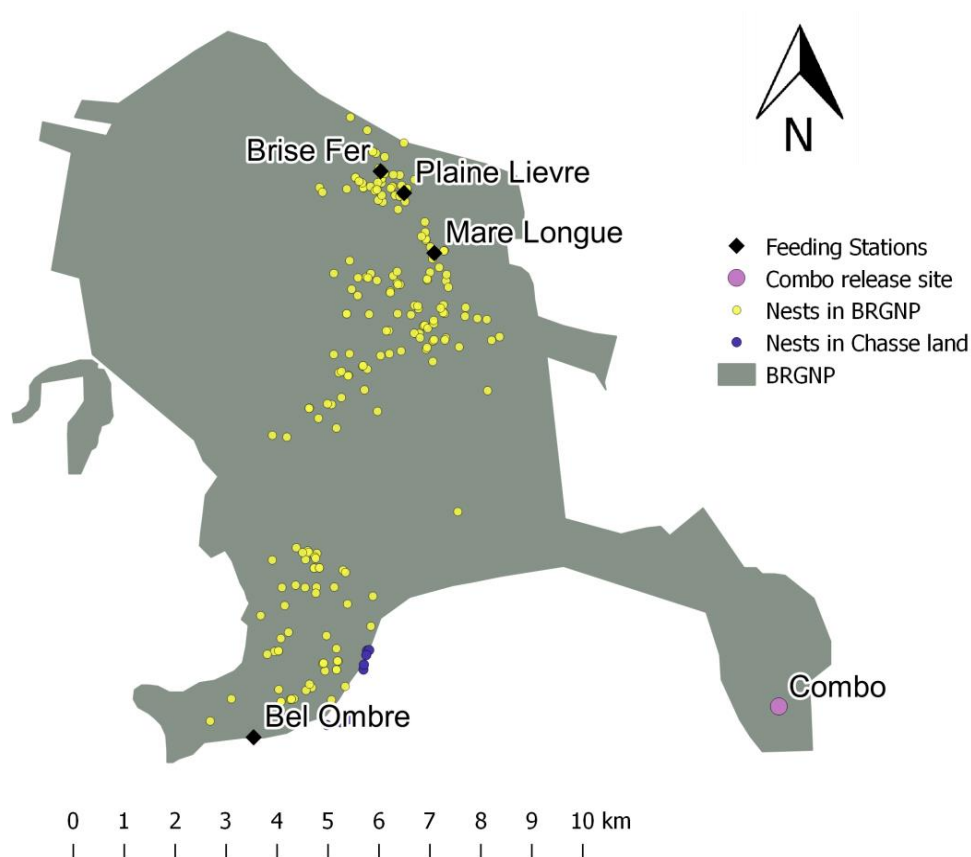 N
Brise Fer
Plaine Lievre
Mare Longue
Feeding Stations
Combo release site
Nests in BRGNP
Nests in Chasse land
BRGNP
Combo
Bel Ombre
0 1 2 3 4 5 6 7 8 9 10 km